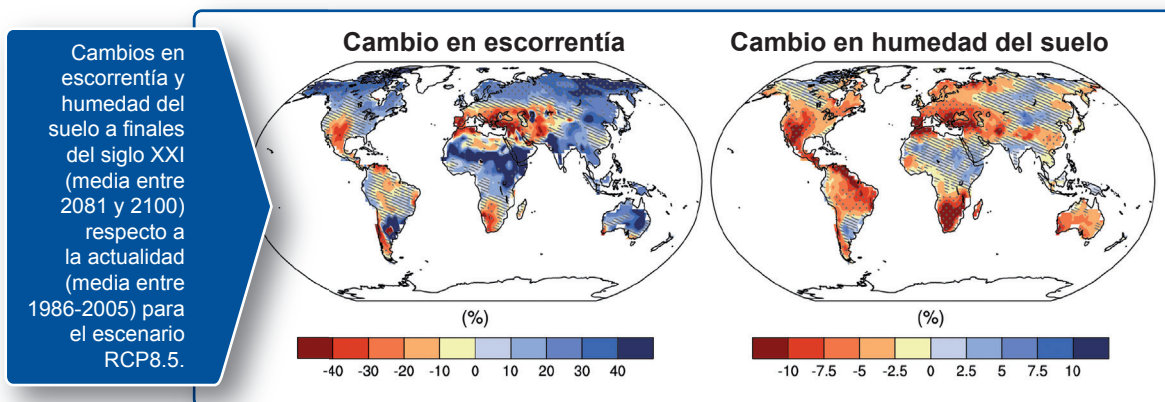 Cambios en
escorrentía y
humedad del
suelo a finales
del siglo XXI
(media entre
2081 y 2100)
respecto a
la actualidad
(media entre
1986-2005) para
el escenario
RCP8.5.
Cambio en escorrentía
(%)
-40 -30 -20 -10 0 10 20 30 40
Cambio en humedad del suelo
(%)
-10 -7.5 -5 -2.5 0 2.5 5 7.5 10